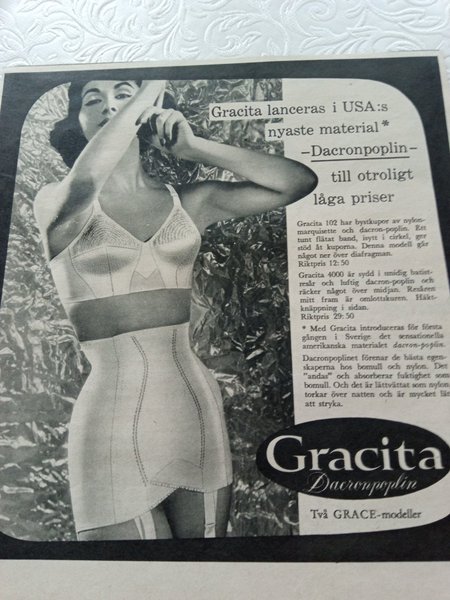 Gracita lanceras i USA:s
nyaste material*
-Dacronpoplin-
till otroligt
låga priser
Gracita 102 har bystkupor av nylon-
marquisette och dacron-poplin. Ett
tunt flätat band, isytt i cirkel, ger
stöd åt kuporna. Denna modell går
något ner över diafragman.
Riktpris 12:50
Gracita 4000 är sydd i smidig batist-
resår och luftig dacron-poplin och
räcker något över midjan. Resåren
mitt fram är omlottskuren. Häkt-
knäppning i sidan.
Riktpris 29:50
* Med Gracita introduceras för första
gången i Sverige det sensationella
amerikanska materialet dacron-poplin.
Dacronpoplinet förenar de bästa egen-
skaperna hos bomull och nylon. Det
"andas" och absorberar fuktighet som
bomull. Och det är lättvättat som nylon,
torkar över natten och är mycket lät
att stryka.
Gracita
Dacronpoplin
Två GRACE-modeller